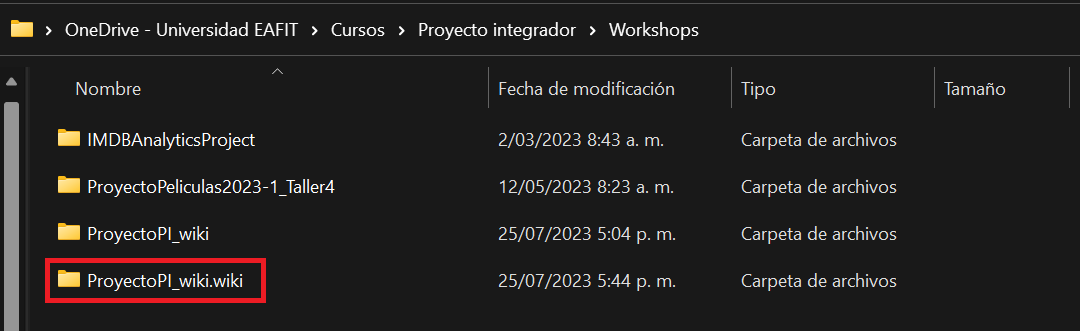 OneDrive - Universidad EAFIT > Cursos > Proyecto integrador > Workshops
Nombre Fecha de modificación Tipo Tamaño
IMDBAnalyticsProject 2/03/2023 8:43 a. m. Carpeta de archivos
ProyectoPeliculas2023-1_Taller4 12/05/2023 8:23 a. m. Carpeta de archivos
ProyectoPI_wiki 25/07/2023 5:04 p. m. Carpeta de archivos
ProyectoPI_wiki.wiki 25/07/2023 5:44 p. m. Carpeta de archivos